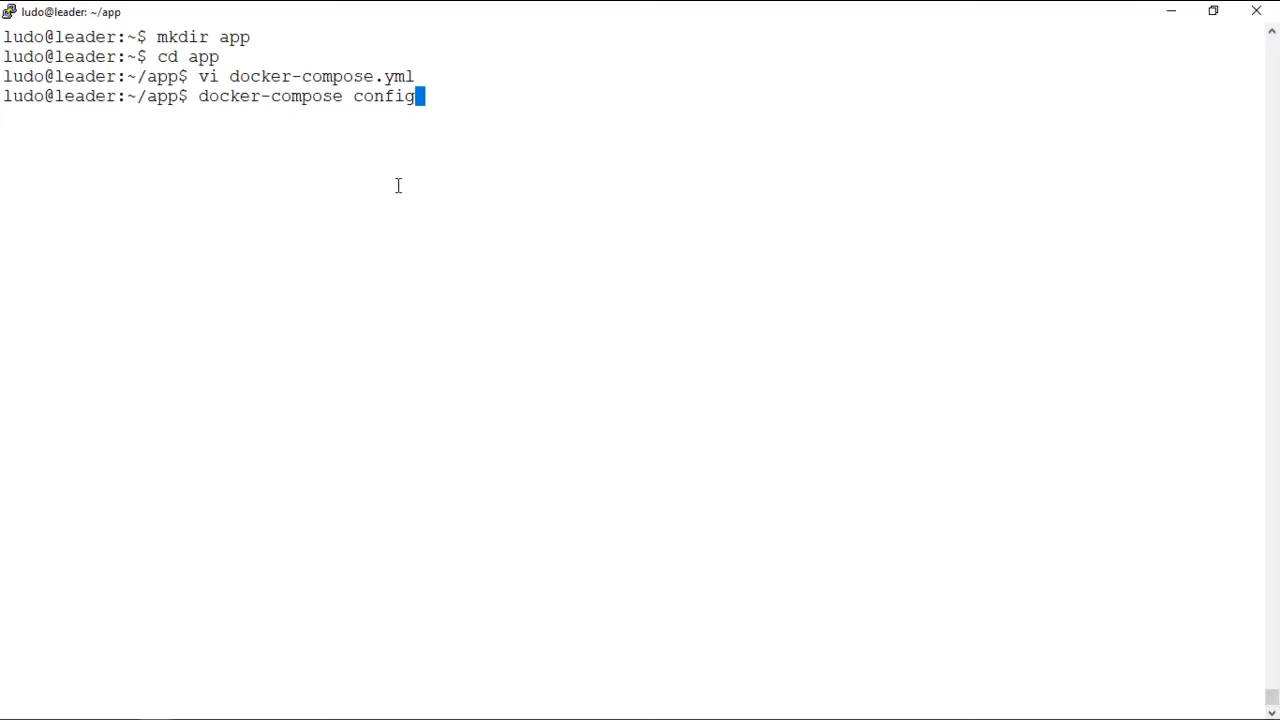 ludo@leader: ~/app
ludo@leader:~$ mkdir app
ludo@leader:~$ cd app
ludo@leader:~/app$ vi docker-compose.yml
ludo@leader:~/app$ docker-compose config